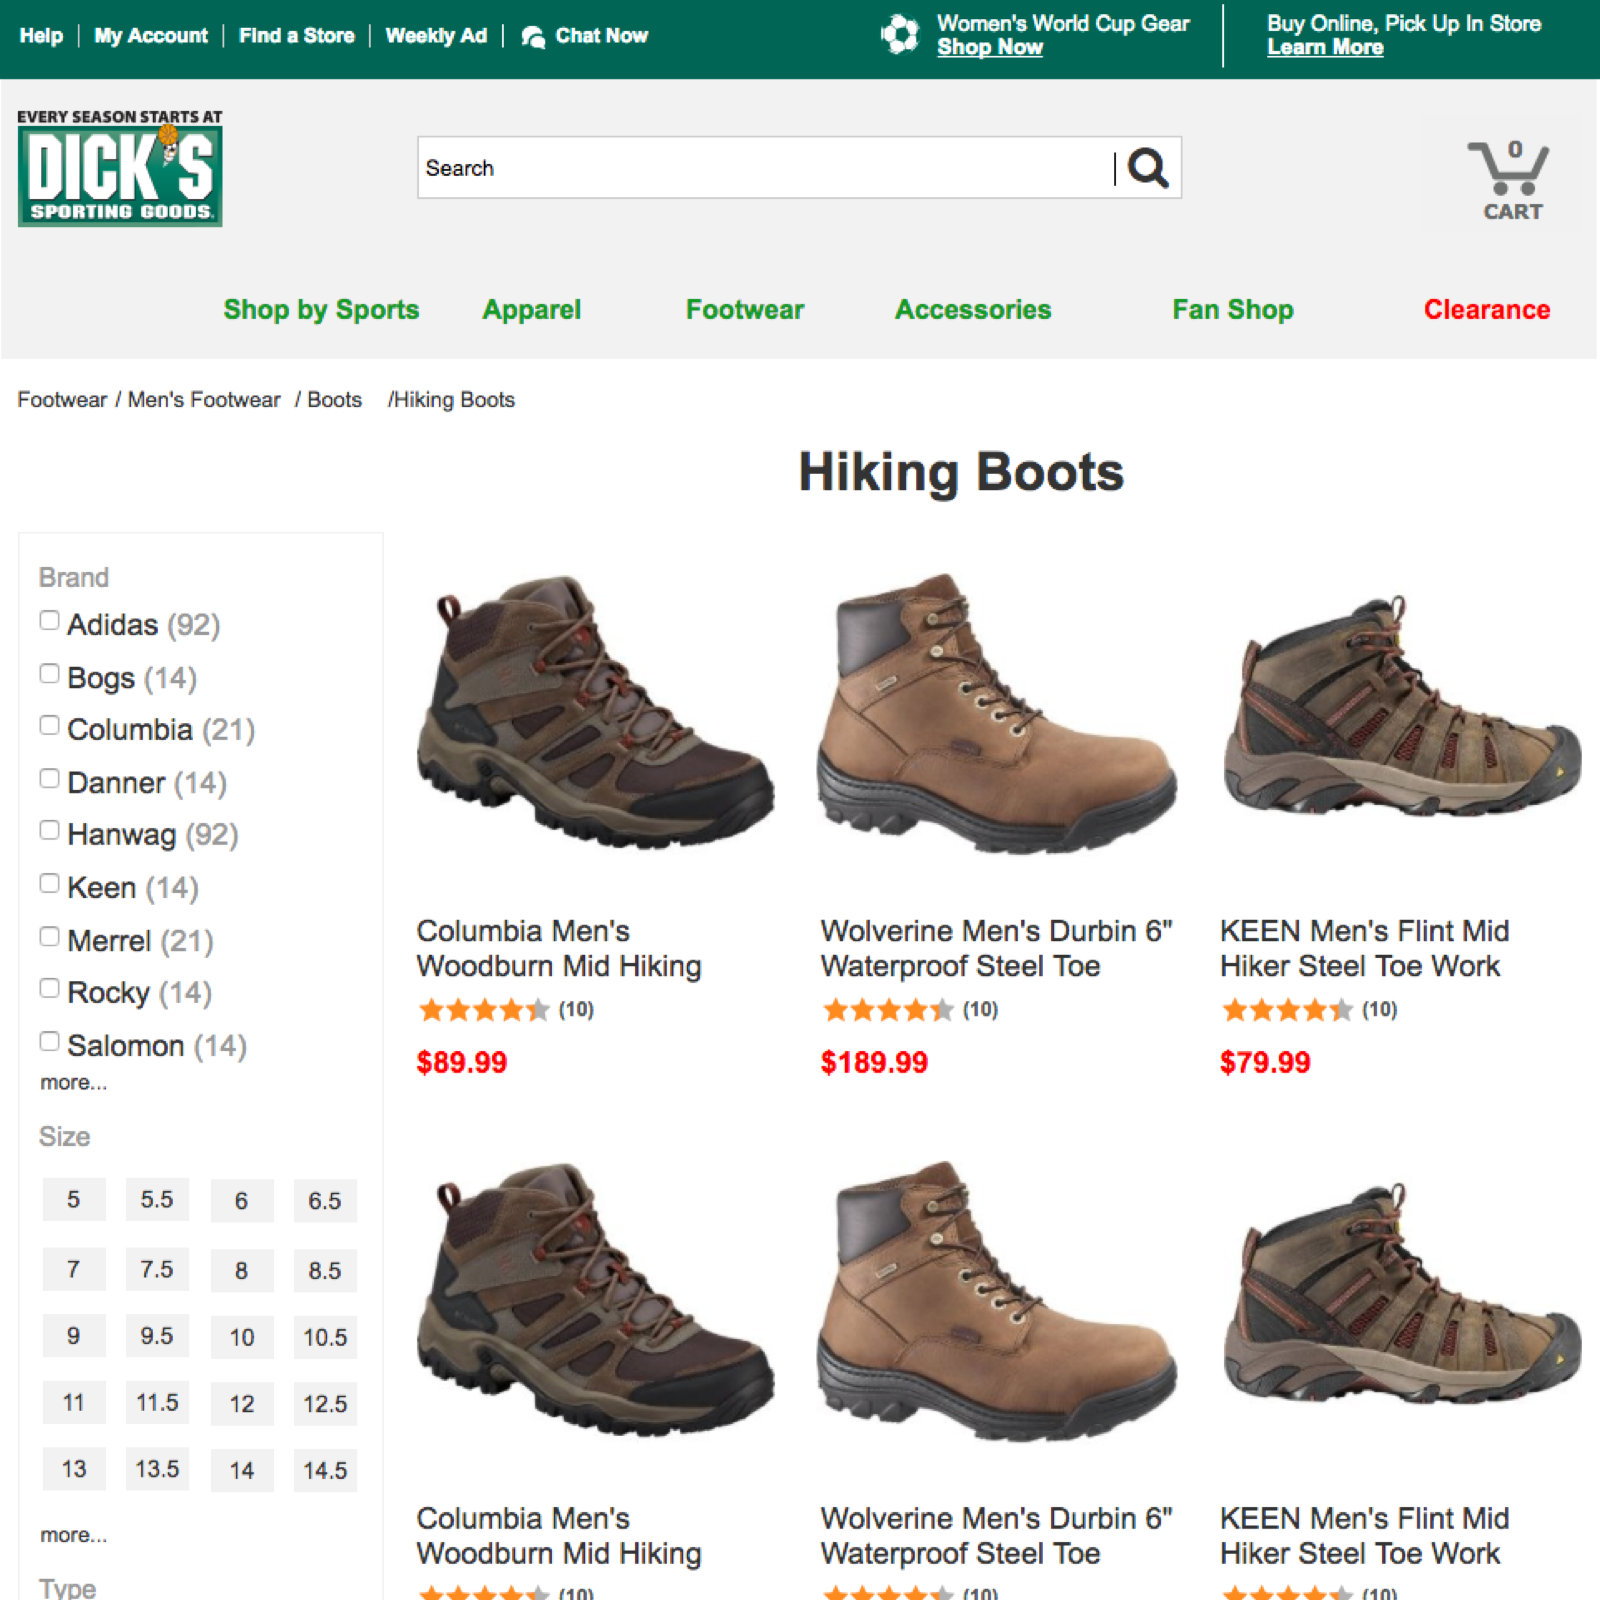 Help | My Account | Find a Store | Weekly Ad | Chat Now
Women's World Cup Gear
Shop Now
Buy Online, Pick Up In Store
Learn More
EVERY SEASON STARTS AT
DICK'S
SPORTING GOODS.
Search
0
CART
Shop by Sports Apparel Footwear Accessories Fan Shop Clearance
Footwear / Men's Footwear / Boots /Hiking Boots
Hiking Boots
Brand
Adidas (92)
Bogs (14)
Columbia (21)
Danner (14)
Hanwag (92)
Keen (14)
Merrel (21)
Rocky (14)
Salomon (14)
more...
Size
5 5.5 6 6.5
7 7.5 8 8.5
9 9.5 10 10.5
11 11.5 12 12.5
13 13.5 14 14.5
more...
Type
Columbia Men's
Woodburn Mid Hiking
(10)
$89.99
Wolverine Men's Durbin 6"
Waterproof Steel Toe
(10)
$189.99
KEEN Men's Flint Mid
Hiker Steel Toe Work
(10)
$79.99
Columbia Men's
Woodburn Mid Hiking
(10)
Wolverine Men's Durbin 6"
Waterproof Steel Toe
(10)
KEEN Men's Flint Mid
Hiker Steel Toe Work
(10)